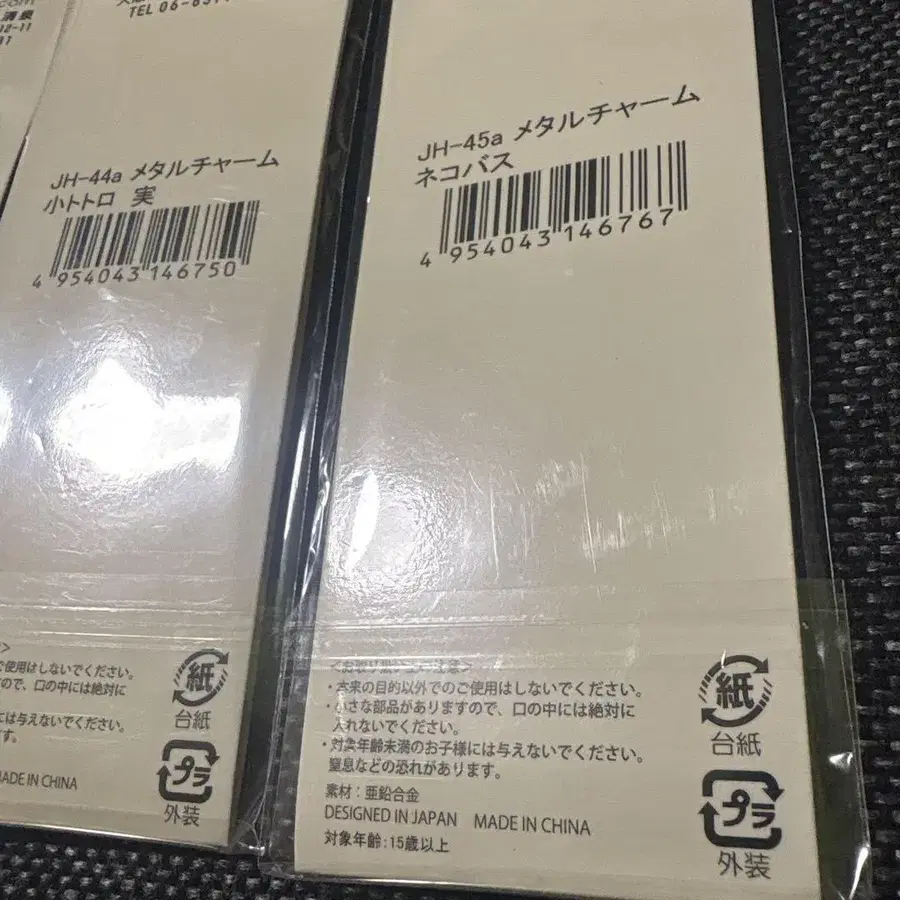 .com
清泉
12-11
TEL 06-
JH-44a メタルチャーム
小トトロ 実
4 954043 146750
使用はしないでください。
ので、口の中には絶対に
には与えないでください。
す。
MADE IN CHINA
紙
台紙
プラ
外装
JH-45a メタルチャーム
ネコバス
4 954043 146767
・本来の目的以外でのご使用はしないでください。
・小さな部品がありますので、口の中には絶対に
入れないでください。
・対象年齢未満のお子様には与えないでください。
窒息などの恐れがあります。
素材：亜鉛合金
DESIGNED IN JAPAN MADE IN CHINA
対象年齢：15歳以上
紙
台紙
プラ
外装